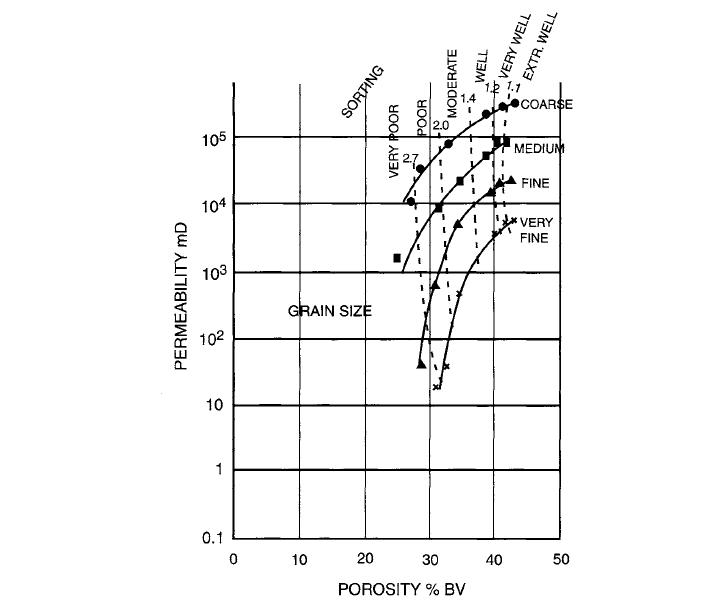 SORTING
VERY POOR
POOR
MODERATE
WELL
VERY WELL
EXTR. WELL
2.7
2.0
1.4
1.2
1.1
COARSE
MEDIUM
FINE
VERY
FINE
GRAIN SIZE
PERMEABILITY mD
10⁵
10⁴
10³
10²
10
1
0.1
0 10 20 30 40 50
POROSITY % BV